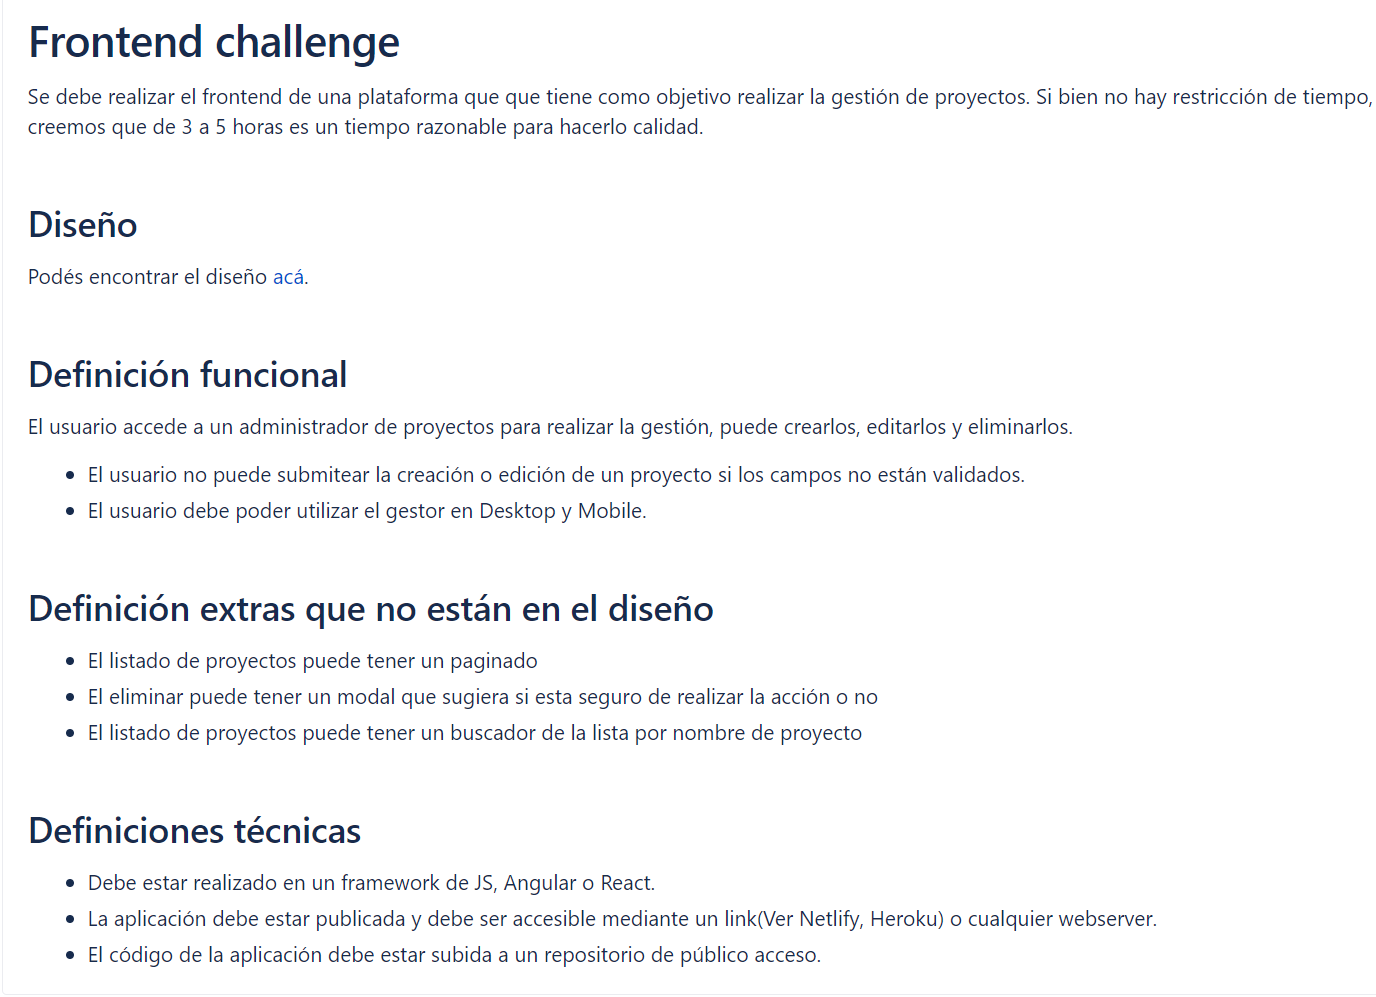 Frontend challenge
Se debe realizar el frontend de una plataforma que que tiene como objetivo realizar la gestión de proyectos. Si bien no hay restricción de tiempo,
creemos que de 3 a 5 horas es un tiempo razonable para hacerlo calidad.
Diseño
Podés encontrar el diseño acá.
Definición funcional
El usuario accede a un administrador de proyectos para realizar la gestión, puede crearlos, editarlos y eliminarlos.
• El usuario no puede submitear la creación o edición de un proyecto si los campos no están validados.
• El usuario debe poder utilizar el gestor en Desktop y Mobile.
Definición extras que no están en el diseño
• El listado de proyectos puede tener un paginado
• El eliminar puede tener un modal que sugiera si esta seguro de realizar la acción o no
• El listado de proyectos puede tener un buscador de la lista por nombre de proyecto
Definiciones técnicas
• Debe estar realizado en un framework de JS, Angular o React.
• La aplicación debe estar publicada y debe ser accesible mediante un link(Ver Netlify, Heroku) o cualquier webserver.
• El código de la aplicación debe estar subida a un repositorio de público acceso.